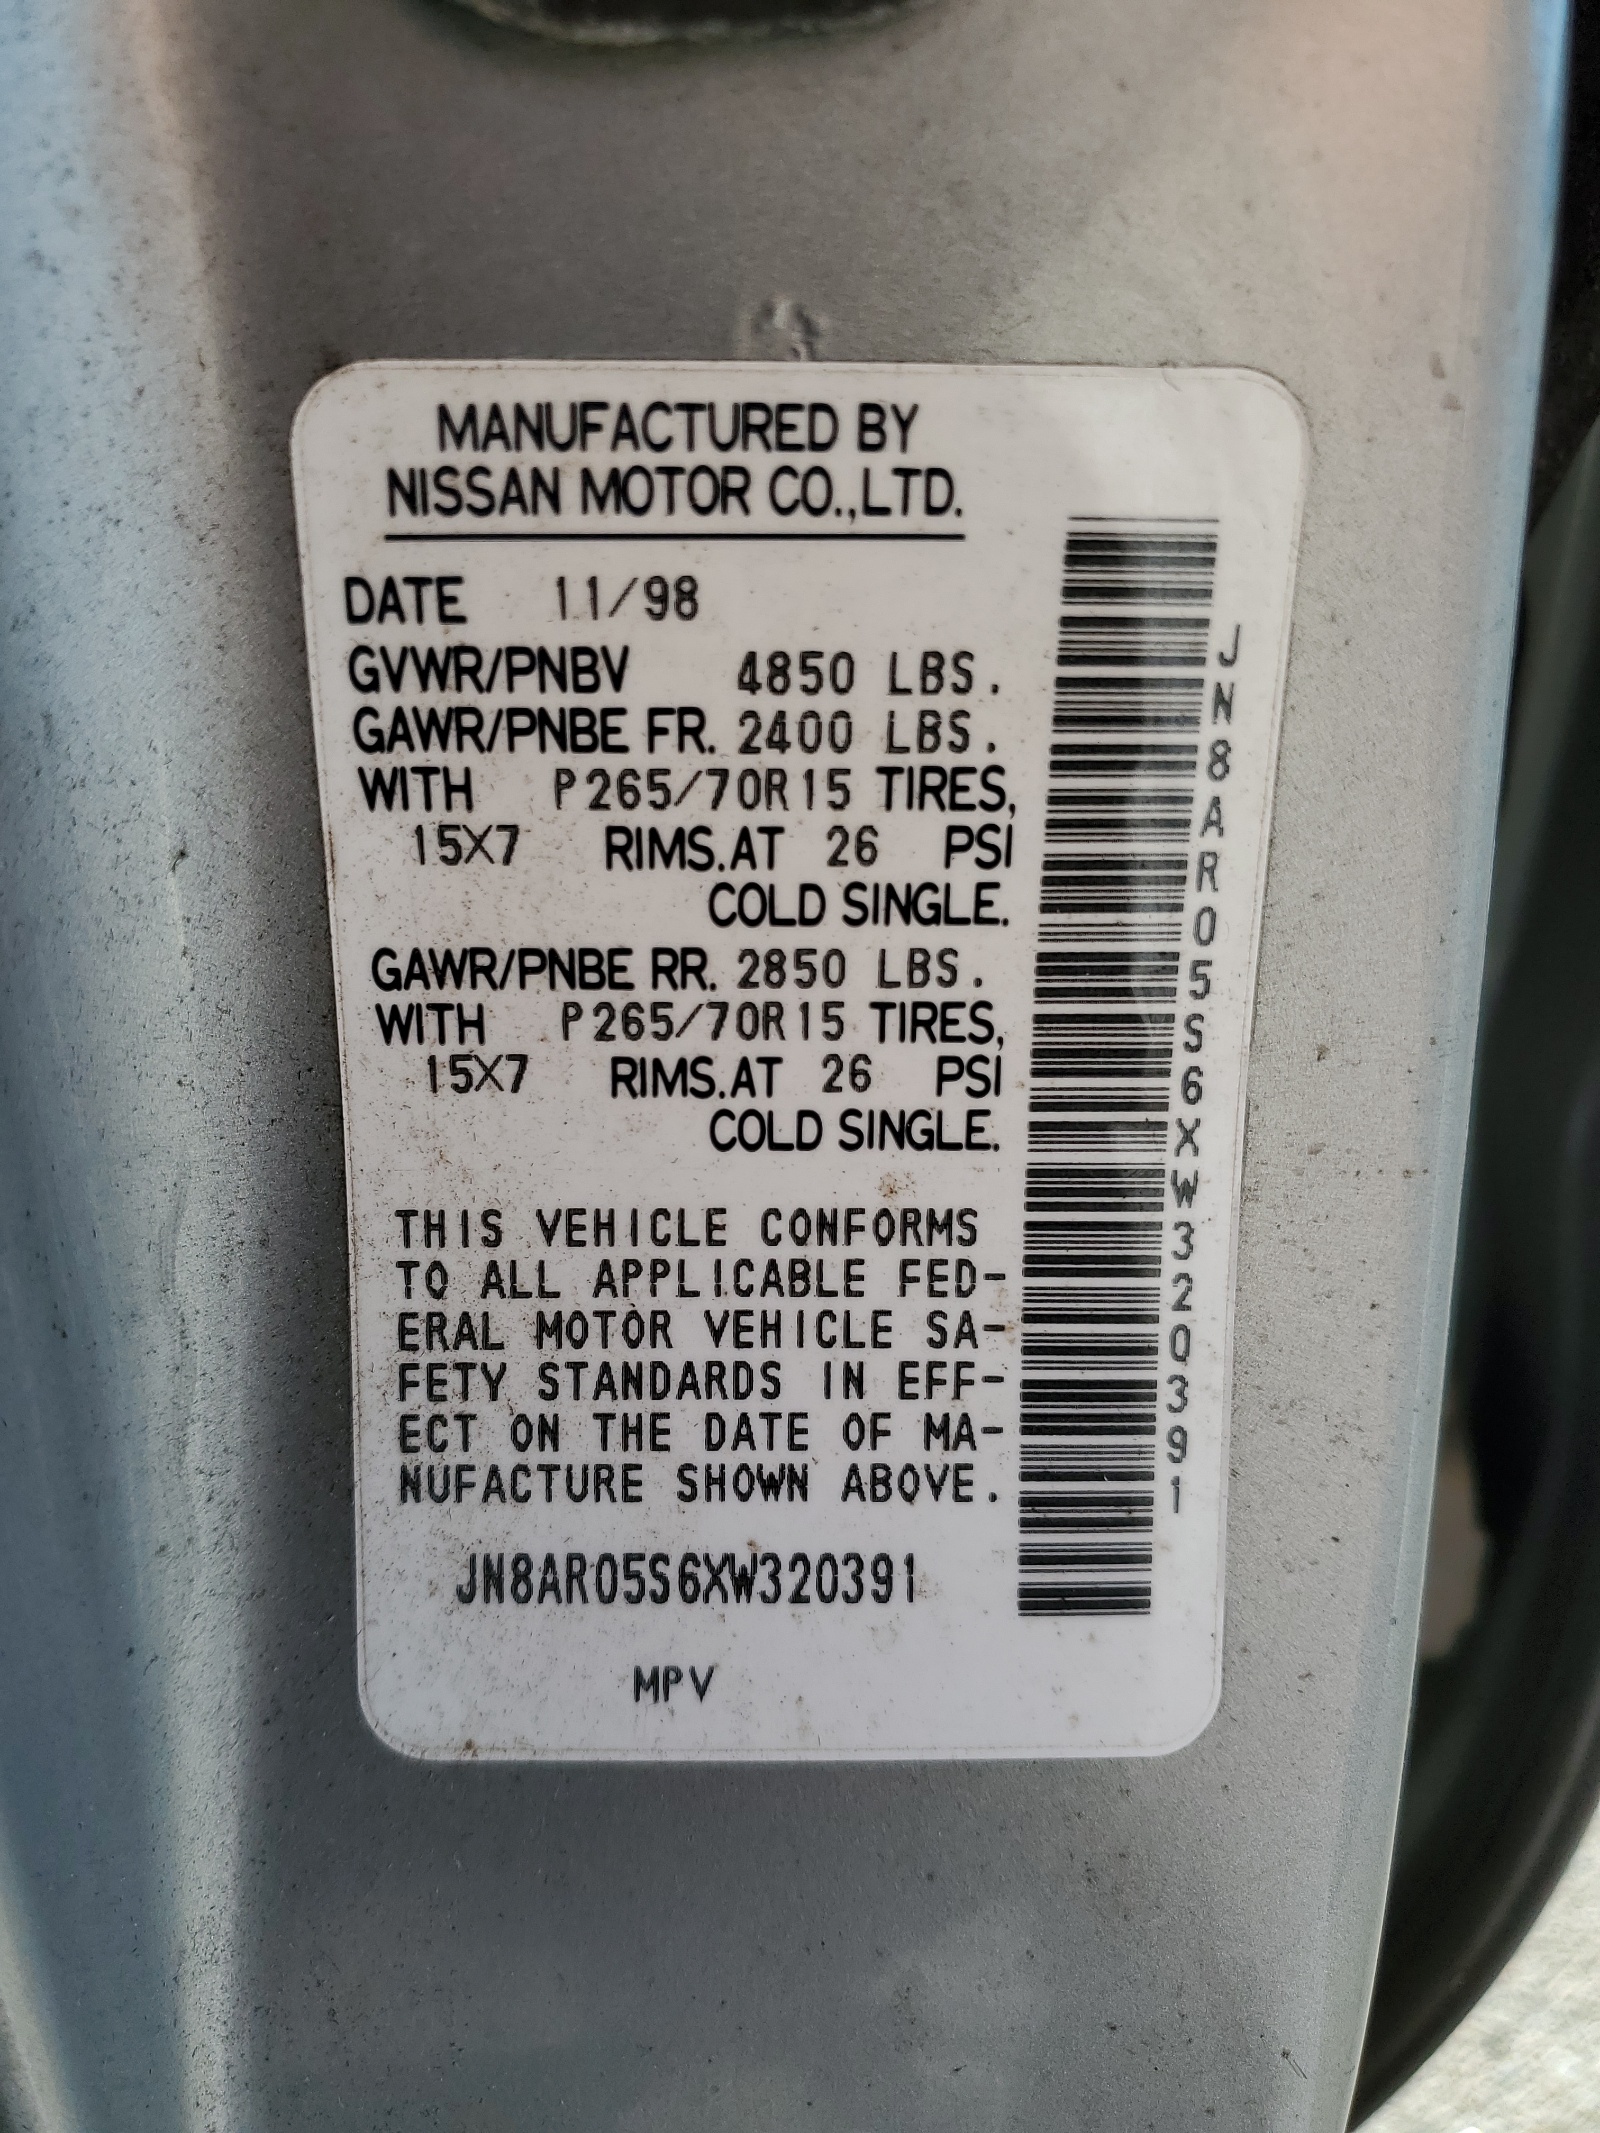 MANUFACTURED BY
NISSAN MOTOR CO.,LTD.
DATE 11/98
GVWR/PNBV 4850 LBS.
GAWR/PNBE FR. 2400 LBS.
WITH P265/70R15 TIRES,
15X7 RIMS.AT 26 PSI
COLD SINGLE.
GAWR/PNBE RR. 2850 LBS.
WITH P265/70R15 TIRES,
15X7 RIMS.AT 26 PSI
COLD SINGLE.
THIS VEHICLE CONFORMS
TO ALL APPLICABLE FED-
ERAL MOTOR VEHICLE SA-
FETY STANDARDS IN EFF-
ECT ON THE DATE OF MA-
NUFACTURE SHOWN ABOVE.
JN8AR05S6XW320391
MPV
JN8AR05S6XW320391